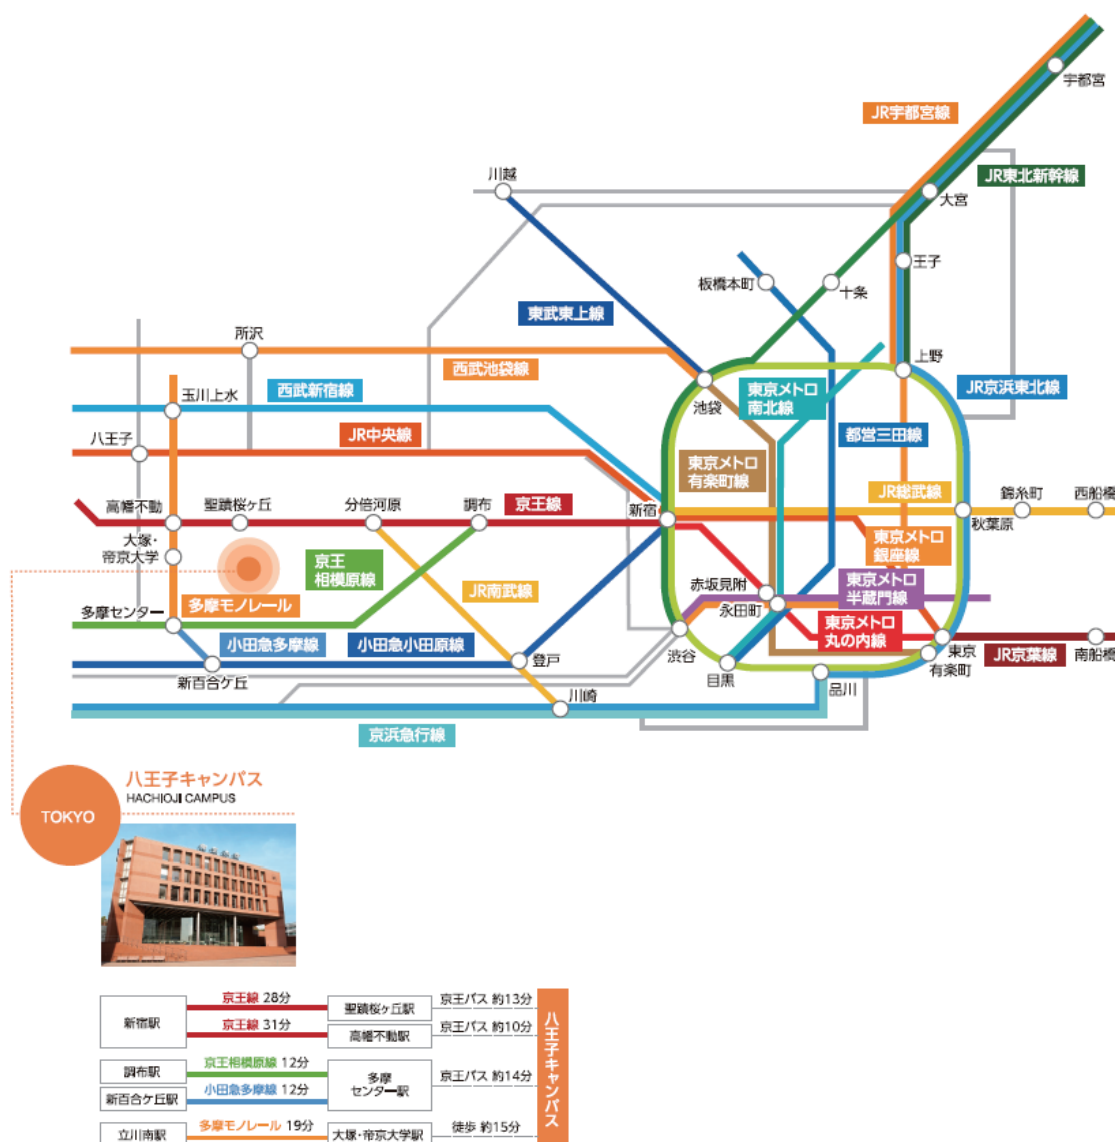 宇都宮
JR宇都宮線
JR東北新幹線
川越
大宮
王子
板橋本町
十条
東武東上線
所沢
上野
西武池袋線
玉川上水
西武新宿線
池袋
東京メトロ
南北線
JR京浜東北線
八王子
JR中央線
都営三田線
東京メトロ
有楽町線
JR総武線
錦糸町
西船橋
高幡不動
聖蹟桜ヶ丘
分倍河原
調布
京王線
新宿
秋葉原
大塚・
帝京大学
京王
相模原線
東京メトロ
銀座線
JR南武線
赤坂見附
東京メトロ
半蔵門線
多摩モノレール
永田町
多摩センター
小田急多摩線
小田急小田原線
東京メトロ
丸の内線
渋谷
東京
JR京葉線
南船橋
新百合ケ丘
登戸
目黒
有楽町
品川
川崎
京浜急行線
八王子キャンパス
HACHIOJI CAMPUS
TOKYO
新宿駅
京王線 28分
聖蹟桜ヶ丘駅
京王バス 約13分
京王線 31分
高幡不動駅
京王バス 約10分
調布駅
京王相模原線 12分
多摩
センター駅
京王バス 約14分
新百合ケ丘駅
小田急多摩線 12分
立川南駅
多摩モノレール 19分
大塚・帝京大学駅
徒歩 約15分
八王子キャンパス